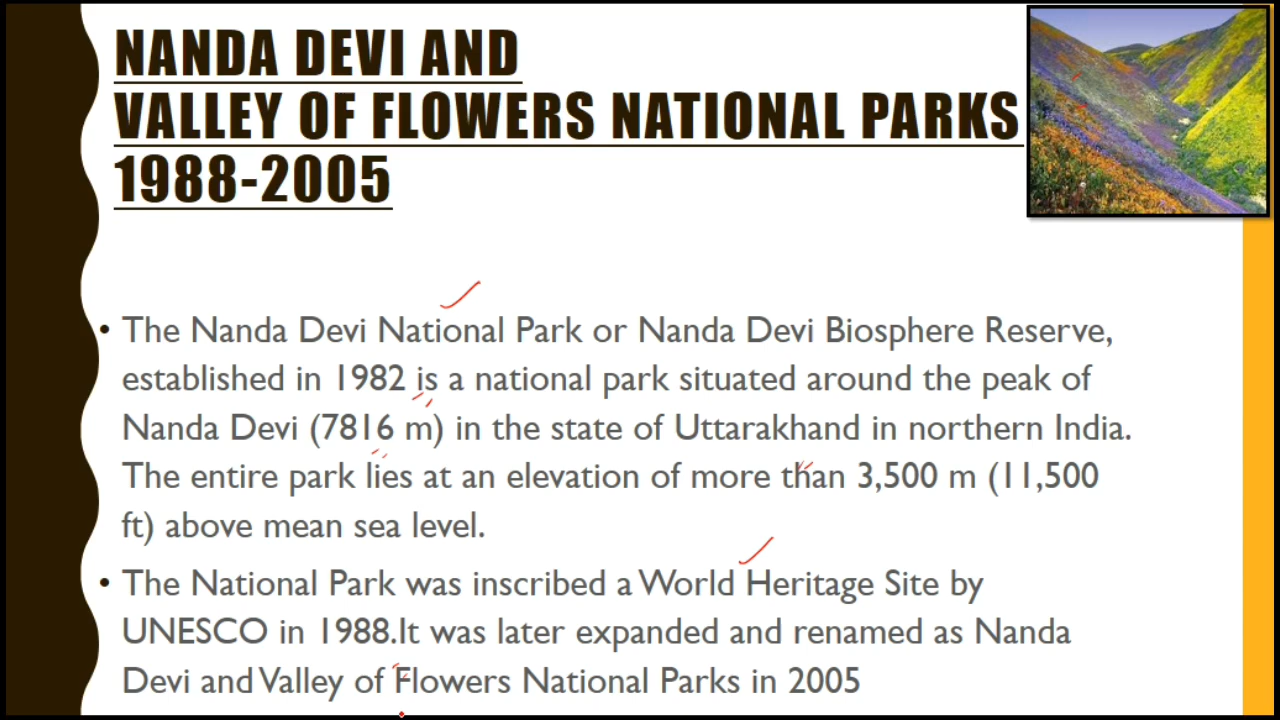 NANDA DEVI AND
VALLEY OF FLOWERS NATIONAL PARKS
1988-2005
• The Nanda Devi National Park or Nanda Devi Biosphere Reserve,
established in 1982 is a national park situated around the peak of
Nanda Devi (7816 m) in the state of Uttarakhand in northern India.
The entire park lies at an elevation of more than 3,500 m (11,500
ft) above mean sea level.
• The National Park was inscribed a World Heritage Site by
UNESCO in 1988.It was later expanded and renamed as Nanda
Devi and Valley of Flowers National Parks in 2005